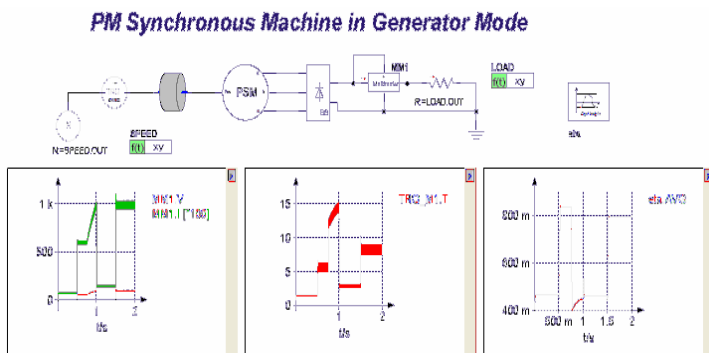 PM Synchronous Machine in Generator Mode
PSM
B6
MM1
R=LOAD.OUT
LOAD
f(t) xy
N=SPEED.OUT
SPEED
f(t) xy
eta
1 k
500
0
1
2
t/s
MM1.V
MM1.I [*100]
15
10
5
0
1
2
t/s
800 m
600 m
400 m
500 m
1
1.5
2
t/s
eta.AVG